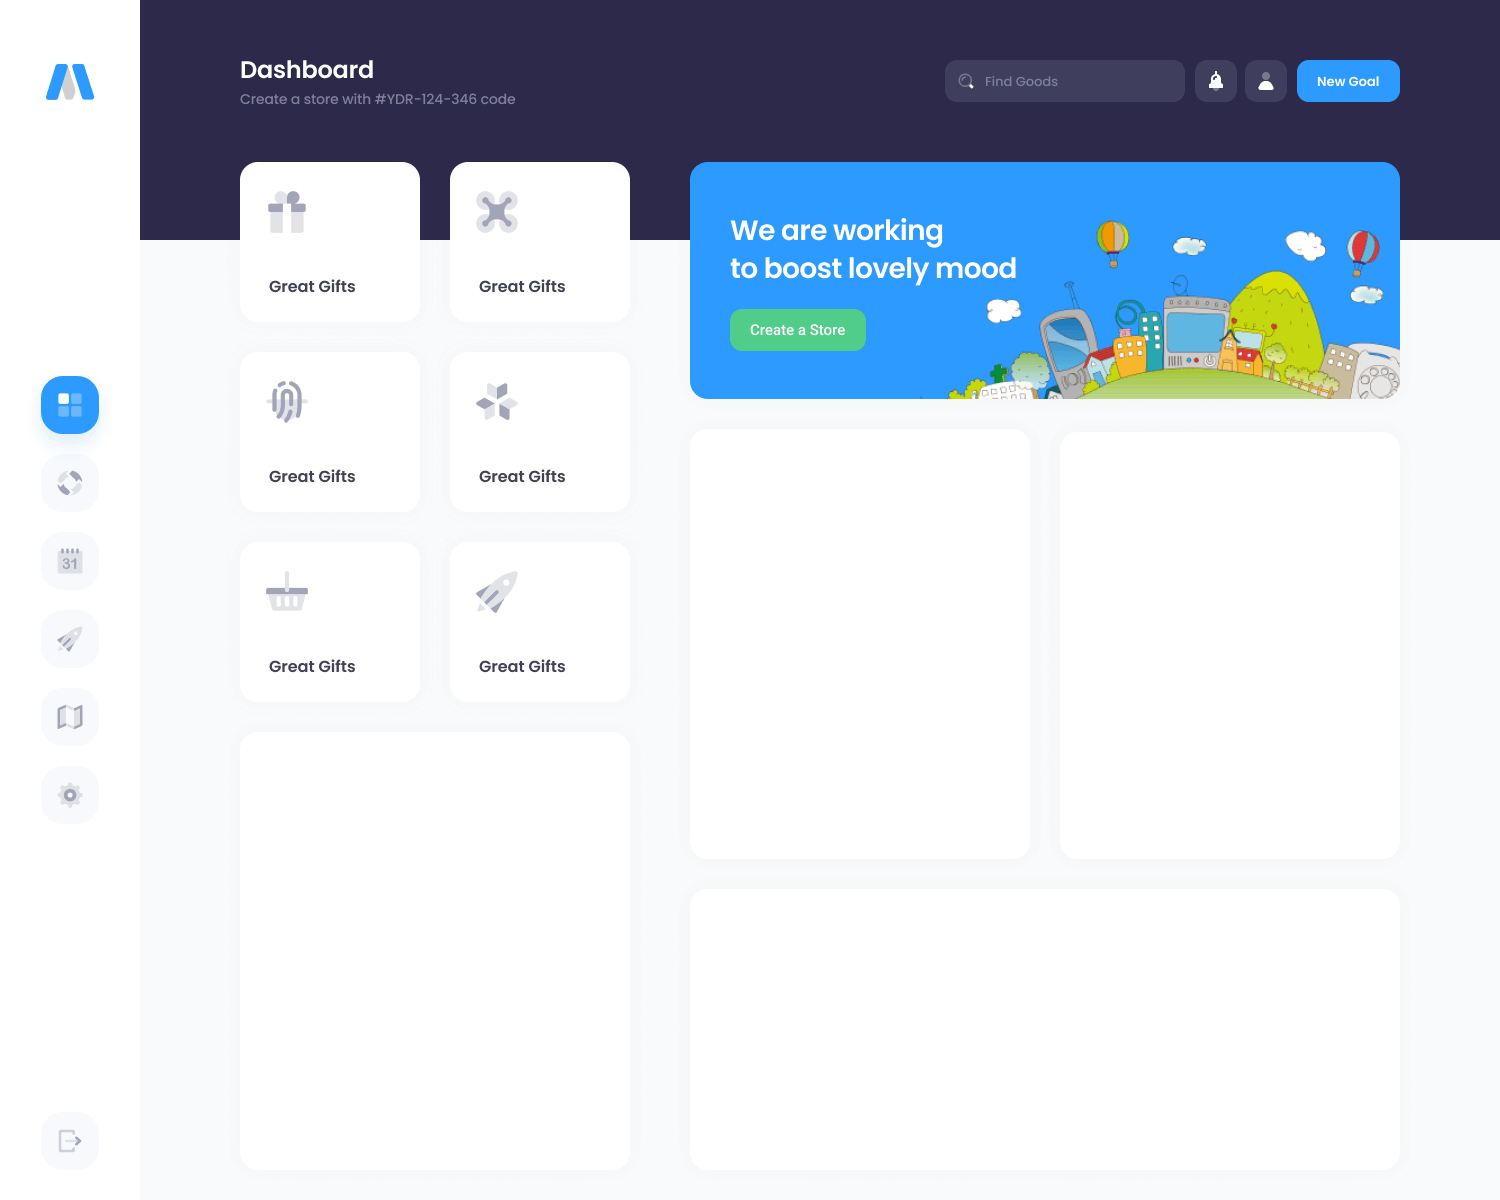 Dashboard
Create a store with #YDR-124-346 code
Find Goods
New Goal
Great Gifts
Great Gifts
We are working
to boost lovely mood
Create a Store
Great Gifts
Great Gifts
31
Great Gifts
Great Gifts